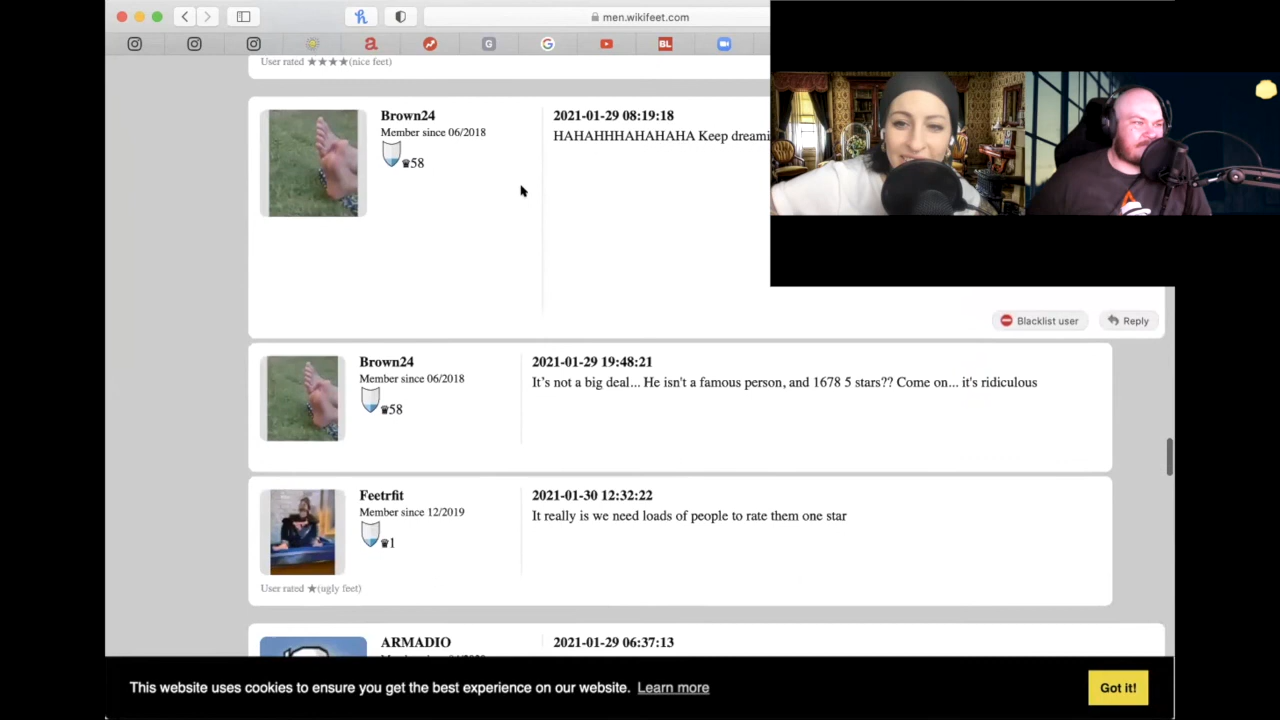 men.wikifeet.com
a
G
G
BL
User rated ★★★★(nice feet)
Brown24
Member since 06/2018
♛58
2021-01-29 08:19:18
HAHAHHHAHAHAHA Keep dreami
Blacklist user
Reply
Brown24
Member since 06/2018
♛58
2021-01-29 19:48:21
It's not a big deal... He isn't a famous person, and 1678 5 stars?? Come on... it's ridiculous
Feetrfit
Member since 12/2019
♛1
2021-01-30 12:32:22
It really is we need loads of people to rate them one star
User rated ★(ugly feet)
ARMADIO
2021-01-29 06:37:13
This website uses cookies to ensure you get the best experience on our website. Learn more
Got it!